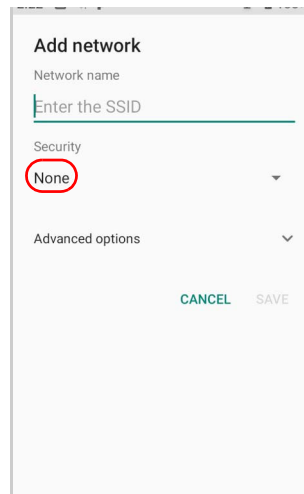 Add network
Network name
Enter the SSID
Security
None
Advanced options
CANCEL SAVE